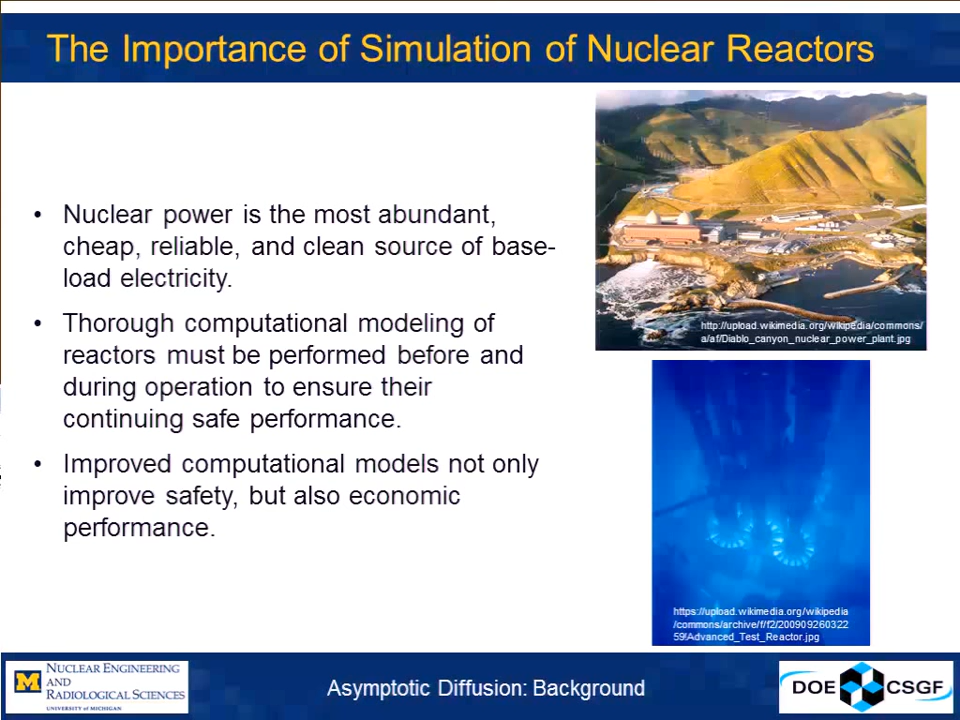 The Importance of Simulation of Nuclear Reactors
• Nuclear power is the most abundant,
cheap, reliable, and clean source of base-
load electricity.
• Thorough computational modeling of
reactors must be performed before and
during operation to ensure their
continuing safe performance.
• Improved computational models not only
improve safety, but also economic
performance.
http://upload.wikimedia.org/wikipedia/commons/
a/af/Diablo_canyon_nuclear_power_plant.jpg
https://upload.wikimedia.org/wikipedia
/commons/archive/f/f2/200909260322
59!Advanced_Test_Reactor.jpg
M
NUCLEAR ENGINEERING
AND
RADIOLOGICAL SCIENCES
UNIVERSITY of MICHIGAN
Asymptotic Diffusion: Background
DOE CSGF